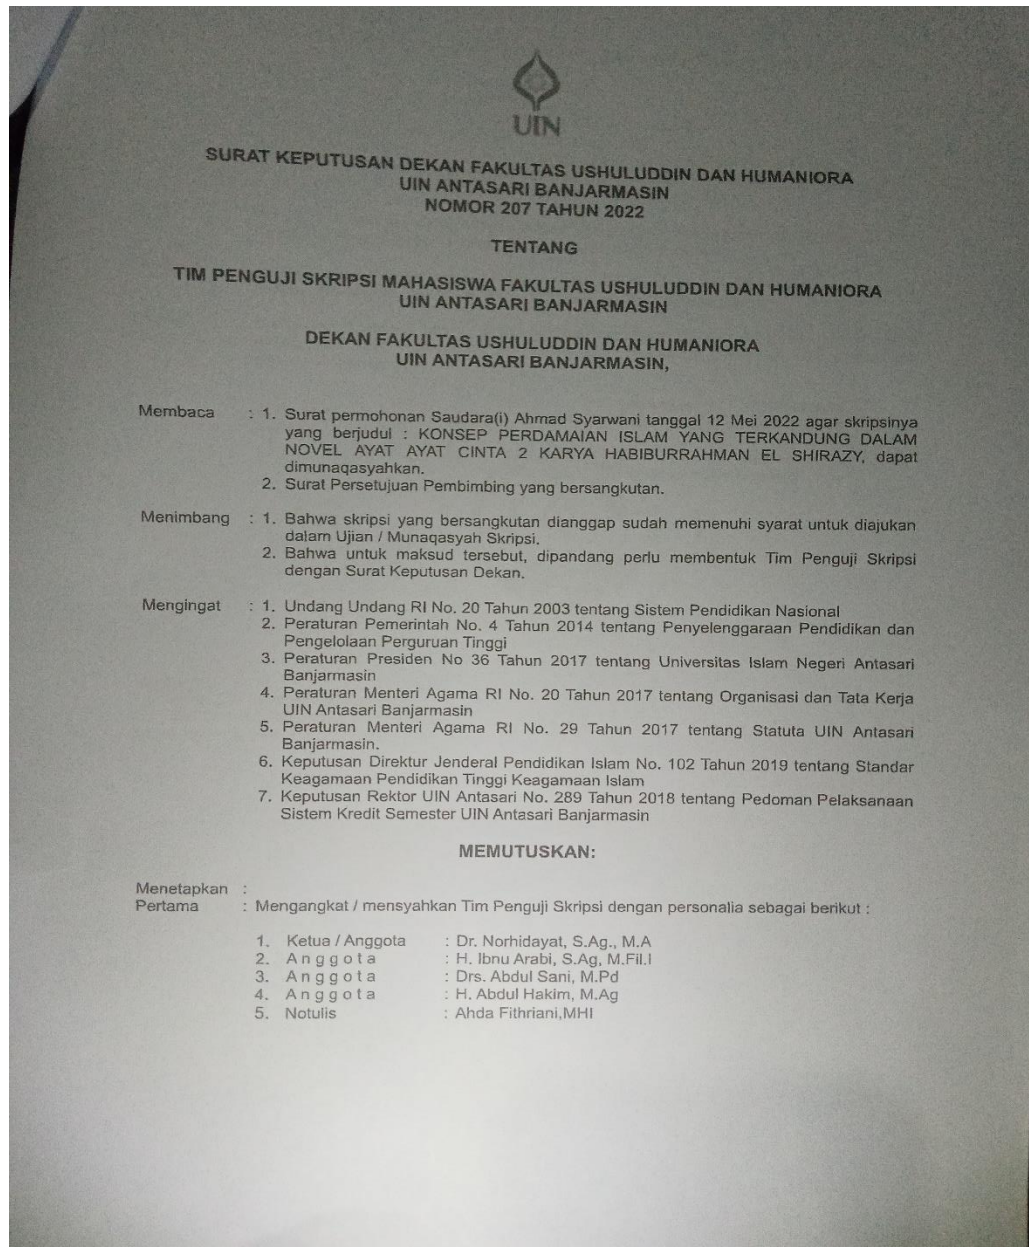 UIN
SURAT KEPUTUSAN DEKAN FAKULTAS USHULUDDIN DAN HUMANIORA
UIN ANTASARI BANJARMASIN
NOMOR 207 TAHUN 2022
TENTANG
TIM PENGUJI SKRIPSI MAHASISWA FAKULTAS USHULUDDIN DAN HUMANIORA
UIN ANTASARI BANJARMASIN
DEKAN FAKULTAS USHULUDDIN DAN HUMANIORA
UIN ANTASARI BANJARMASIN,
Membaca : 1. Surat permohonan Saudara(i) Ahmad Syarwani tanggal 12 Mei 2022 agar skripsinya
yang berjudul : KONSEP PERDAMAIAN ISLAM YANG TERKANDUNG DALAM
NOVEL AYAT AYAT CINTA 2 KARYA HABIBURRAHMAN EL SHIRAZY, dapat
dimunaqasyahkan.
2. Surat Persetujuan Pembimbing yang bersangkutan.
Menimbang : 1. Bahwa skripsi yang bersangkutan dianggap sudah memenuhi syarat untuk diajukan
dalam Ujian / Munaqasyah Skripsi.
2. Bahwa untuk maksud tersebut, dipandang perlu membentuk Tim Penguji Skripsi
dengan Surat Keputusan Dekan.
Mengingat : 1. Undang Undang RI No. 20 Tahun 2003 tentang Sistem Pendidikan Nasional
2. Peraturan Pemerintah No. 4 Tahun 2014 tentang Penyelenggaraan Pendidikan dan
Pengelolaan Perguruan Tinggi
3. Peraturan Presiden No 36 Tahun 2017 tentang Universitas Islam Negeri Antasari
Banjarmasin
4. Peraturan Menteri Agama RI No. 20 Tahun 2017 tentang Organisasi dan Tata Kerja
UIN Antasari Banjarmasin
5. Peraturan Menteri Agama RI No. 29 Tahun 2017 tentang Statuta UIN Antasari
Banjarmasin.
6. Keputusan Direktur Jenderal Pendidikan Islam No. 102 Tahun 2019 tentang Standar
Keagamaan Pendidikan Tinggi Keagamaan Islam
7. Keputusan Rektor UIN Antasari No. 289 Tahun 2018 tentang Pedoman Pelaksanaan
Sistem Kredit Semester UIN Antasari Banjarmasin
MEMUTUSKAN:
Menetapkan :
Pertama : Mengangkat / mensyahkan Tim Penguji Skripsi dengan personalia sebagai berikut :
1. Ketua / Anggota : Dr. Norhidayat, S.Ag., M.A
2. A n g g o t a : H. Ibnu Arabi, S.Ag, M.Fil.I
3. A n g g o t a : Drs. Abdul Sani, M.Pd
4. A n g g o t a : H. Abdul Hakim, M.Ag
5. Notulis : Ahda Fithriani,MHI